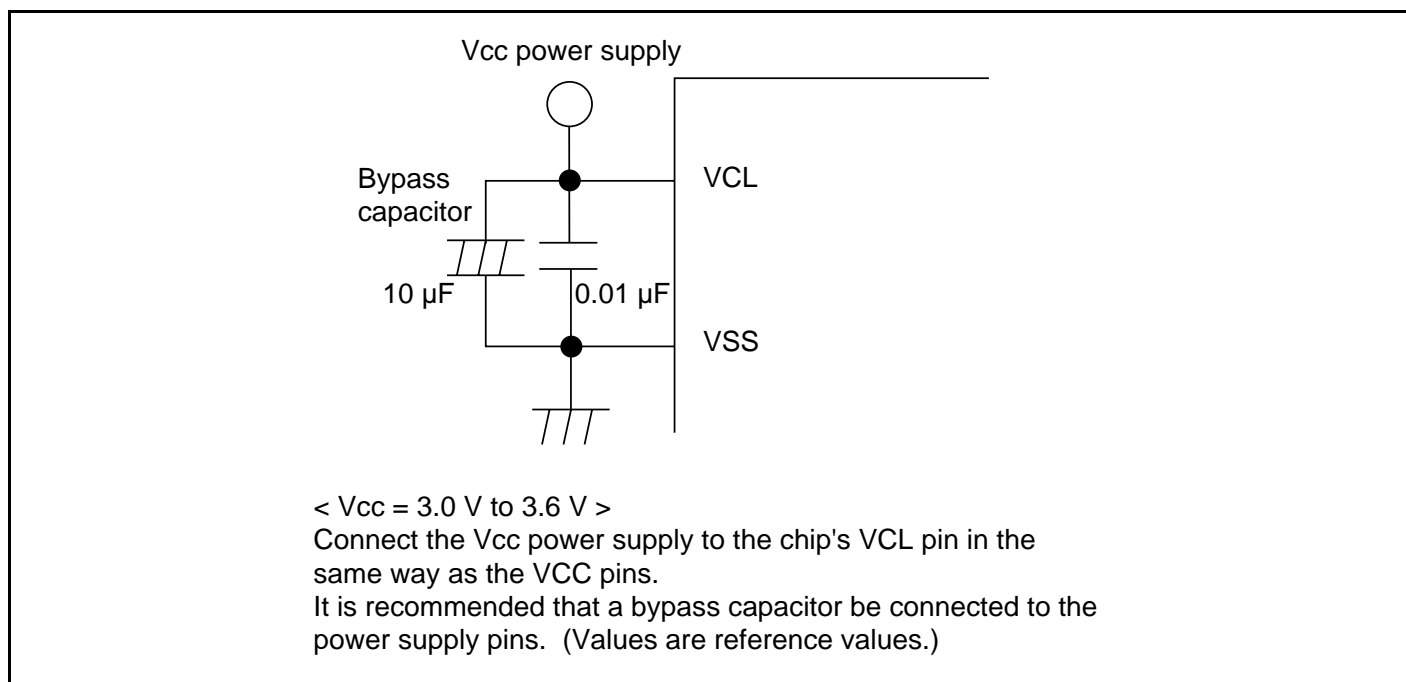 Vcc power supply
Bypass
capacitor
VCL
10 µF
0.01 µF
VSS
< Vcc = 3.0 V to 3.6 V >
Connect the Vcc power supply to the chip's VCL pin in the
same way as the VCC pins.
It is recommended that a bypass capacitor be connected to the
power supply pins.  (Values are reference values.)